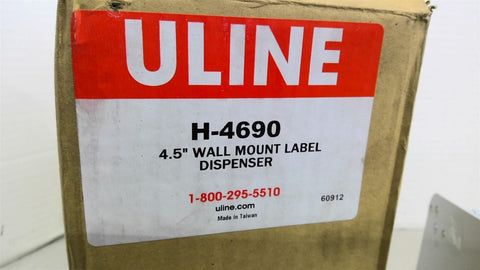 ULINE
H-4690
4.5" WALL MOUNT LABEL
DISPENSER
1-800-295-5510
uline.com
60912
Made in Taiwan